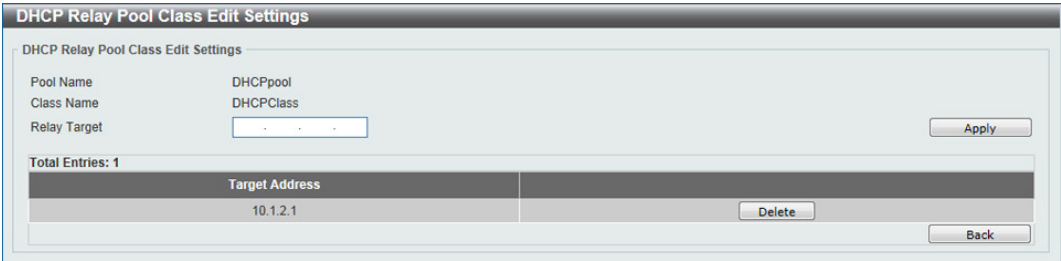 DHCP Relay Pool Class Edit Settings
DHCP Relay Pool Class Edit Settings
Pool Name DHCPpool
Class Name DHCPClass
Relay Target . . . Apply
Total Entries: 1
Target Address
10.1.2.1 Delete
Back